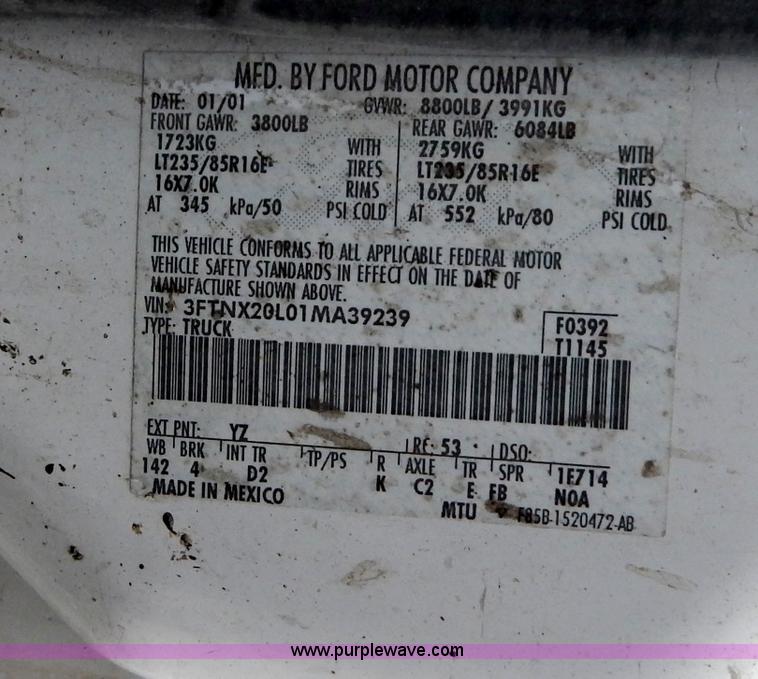 MFD. BY FORD MOTOR COMPANY
DATE: 01/01 GVWR: 8800LB/ 3991KG
FRONT GAWR: 3800LB REAR GAWR: 6084LB
1723KG WITH 2759KG WITH
LT235/85R16E TIRES LT235/85R16E TIRES
16X7.0K RIMS 16X7.0K RIMS
AT 345 kPa/50 PSI COLD AT 552 kPa/80 PSI COLD
THIS VEHICLE CONFORMS TO ALL APPLICABLE FEDERAL MOTOR
VEHICLE SAFETY STANDARDS IN EFFECT ON THE DATE OF
MANUFACTURE SHOWN ABOVE.
VIN: 3FTNX20L01MA39239 F0392
TYPE: TRUCK T1145
EXT PNT: YZ RC: 53 DSO:
WB BRK INT TR TP/PS R AXLE TR SPR 1E714
142 4 D2 K C2 E FB NOA
MADE IN MEXICO MTU F85B-1520472-AB
www.purplewave.com